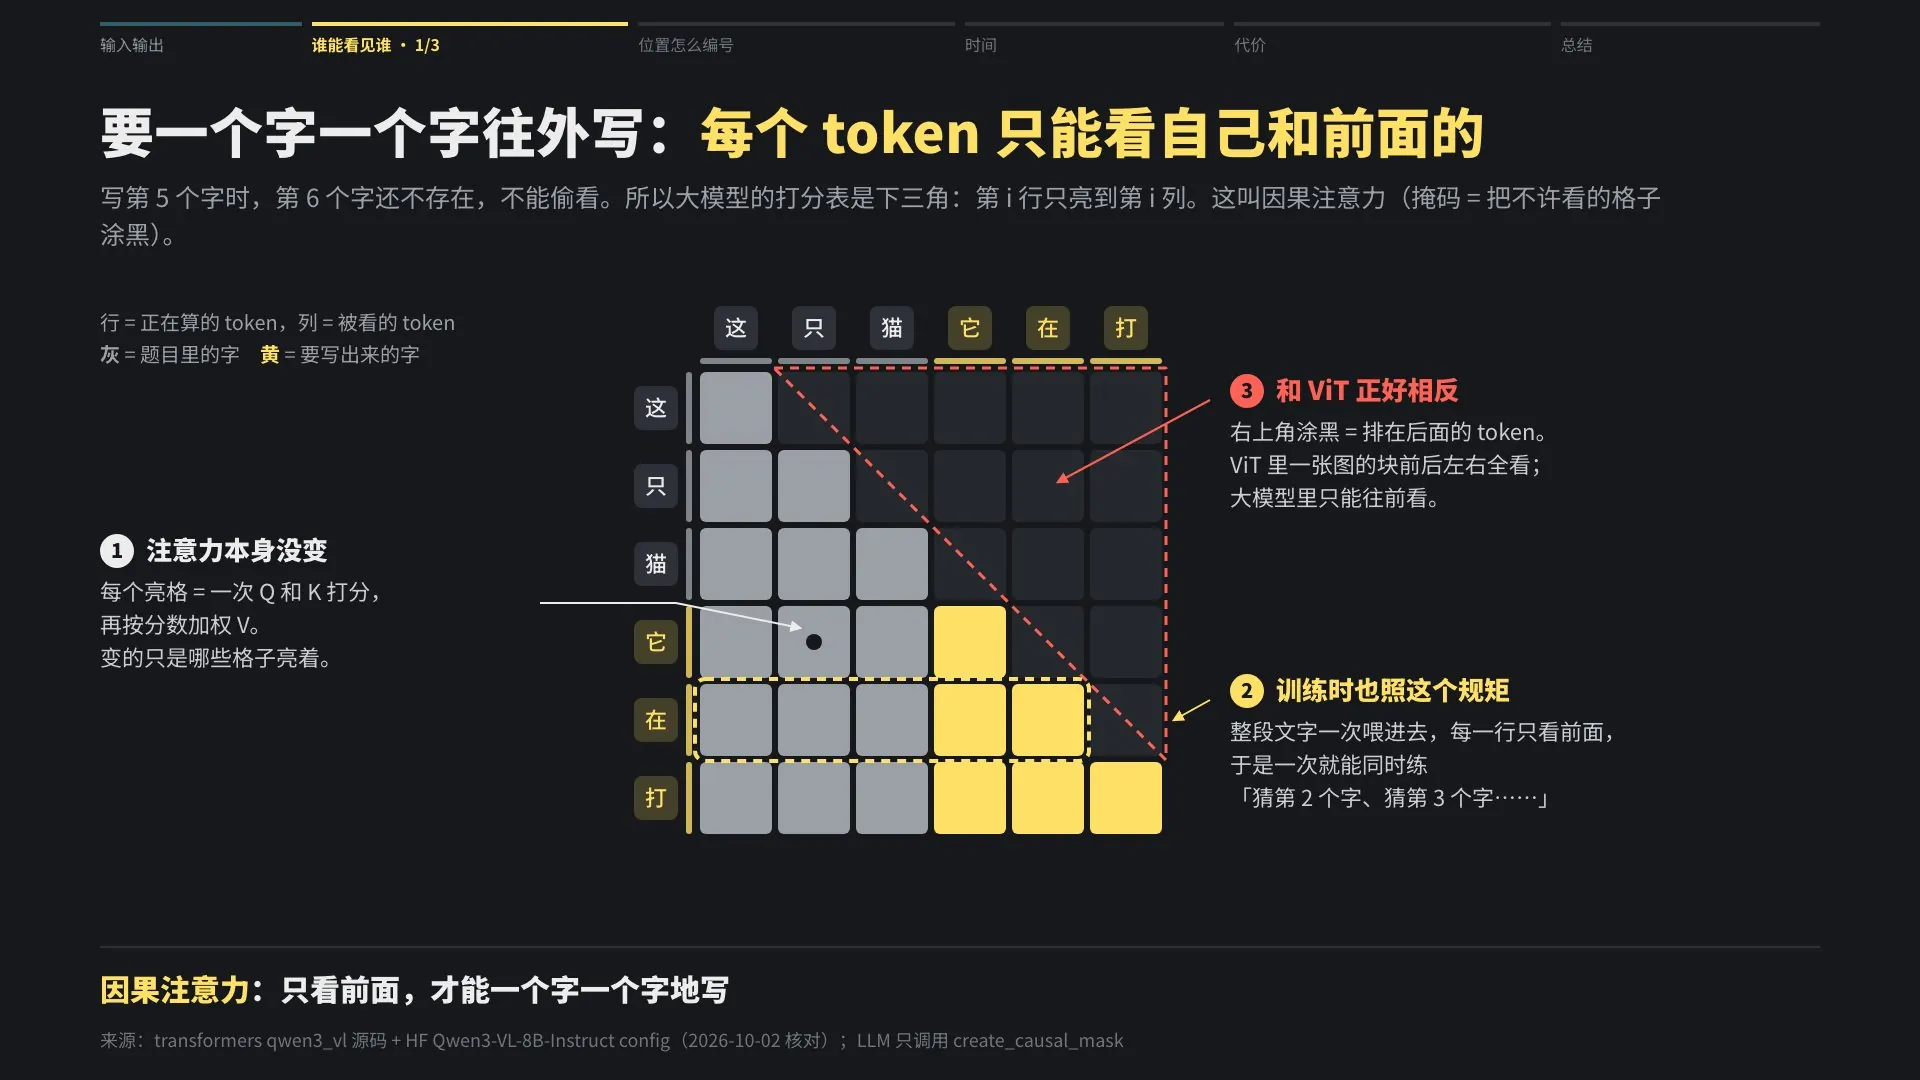 输入输出
谁能看见谁 · 1/3
位置怎么编号
时间
代价
总结
要一个字一个字往外写：每个 token 只能看自己和前面的
写第 5 个字时，第 6 个字还不存在，不能偷看。所以大模型的打分表是下三角：第 i 行只亮到第 i 列。这叫因果注意力（掩码 = 把不许看的格子
涂黑）。
行 = 正在算的 token，列 = 被看的 token
灰 = 题目里的字 黄 = 要写出来的字
这 只 猫 它 在 打
这
只
猫
它
在
打
1 注意力本身没变
每个亮格 = 一次 Q 和 K 打分，
再按分数加权 V。
变的只是哪些格子亮着。
3 和 ViT 正好相反
右上角涂黑 = 排在后面的 token。
ViT 里一张图的块前后左右全看；
大模型里只能往前看。
2 训练时也照这个规矩
整段文字一次喂进去，每一行只看前面，
于是一次就能同时练
「猜第 2 个字、猜第 3 个字……」
因果注意力：只看前面，才能一个字一个字地写
来源：transformers qwen3_vl 源码 + HF Qwen3-VL-8B-Instruct config（2026-10-02 核对）；LLM 只调用 create_causal_mask